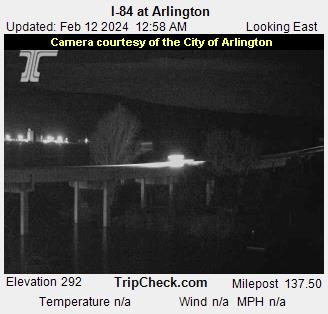 I-84 at Arlington
Updated: Feb 12 2024 12:58 AM Looking East
Camera courtesy of the City of Arlington
Elevation 292 TripCheck.com Milepost 137.50
Temperature n/a Wind n/a MPH n/a